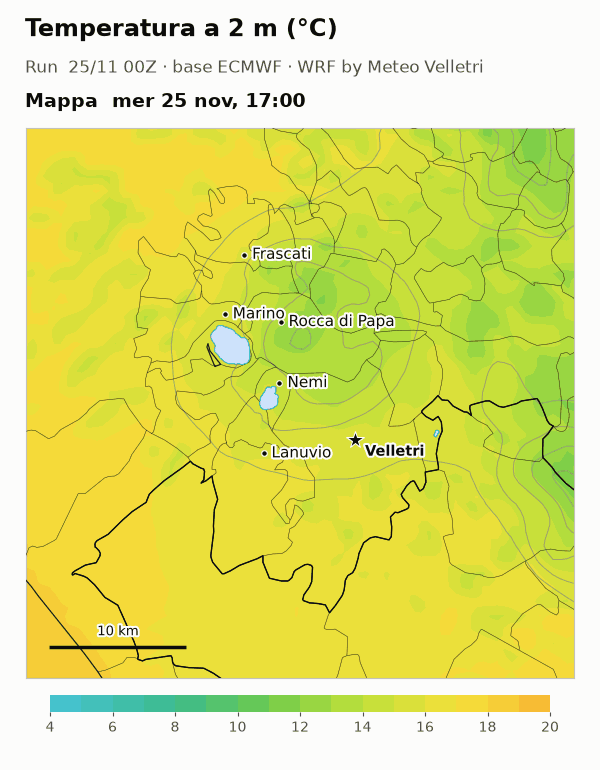 Temperatura a 2 m (°C)
Run  25/11 00Z · base ECMWF · WRF by Meteo Velletri
Mappa  mer 25 nov, 17:00
Frascati
Marino
Rocca di Papa
Nemi
Velletri
Lanuvio
10 km
4 6 8 10 12 14 16 18 20